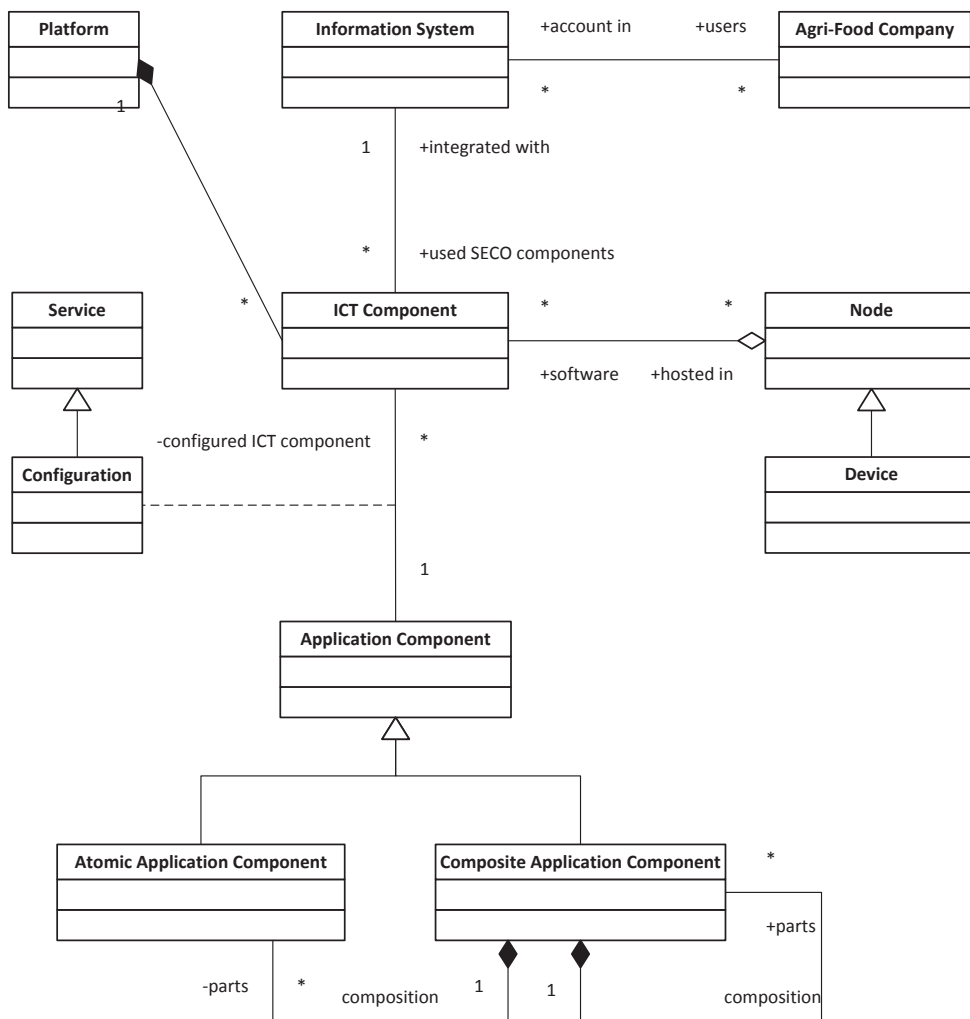 Platform
Information System
+account in
+users
Agri-Food Company
1
*
*
1
+integrated with
*
+used SECO components
Service
*
ICT Component
*
*
Node
+software
+hosted in
-configured ICT component
*
Configuration
Device
1
Application Component
Atomic Application Component
Composite Application Component
*
+parts
-parts
*
composition
1
1
composition